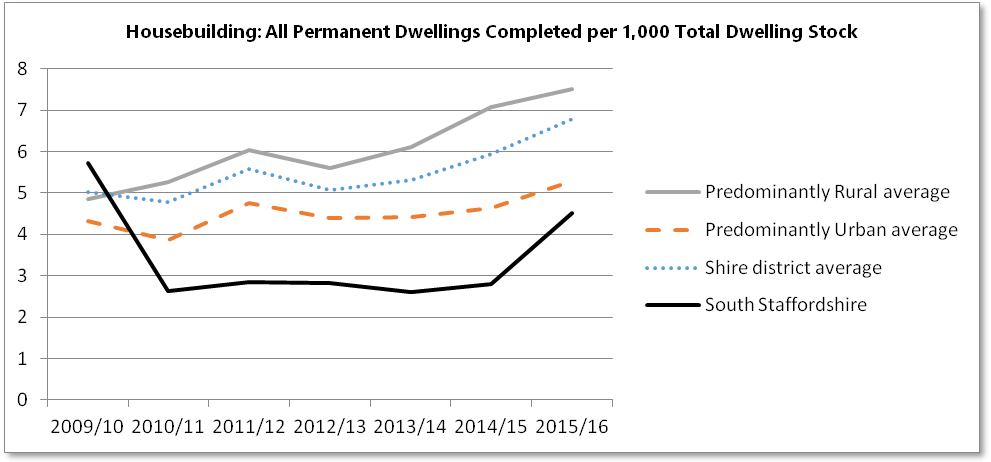 Housebuilding: All Permanent Dwellings Completed per 1,000 Total Dwelling Stock
8
7
6
5
4
3
2
1
0
2009/10 2010/11 2011/12 2012/13 2013/14 2014/15 2015/16
Predominantly Rural average
Predominantly Urban average
Shire district average
South Staffordshire